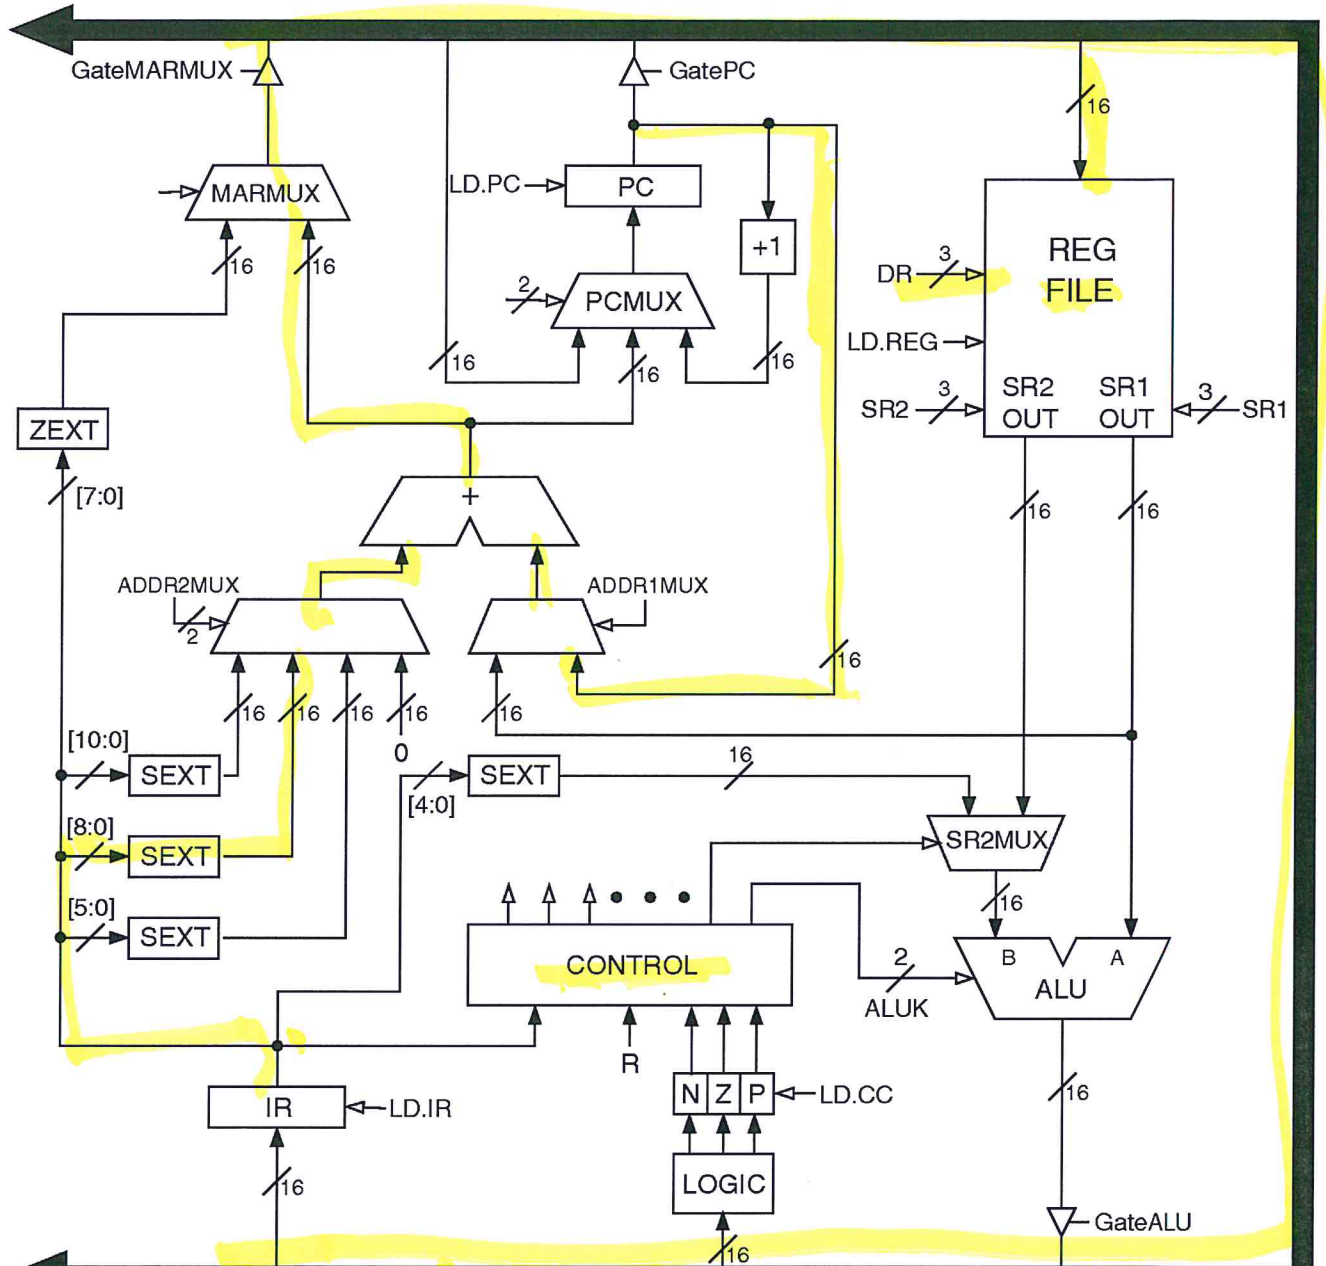 GateMARMUX
GatePC
16
MARMUX
LD.PC
PC
16
16
+1
REG
FILE
DR
3
2
PCMUX
LD.REG
16
16
16
ZEXT
SR2
3
SR2
OUT
SR1
OUT
3
SR1
[7:0]
+
16
16
ADDR2MUX
2
ADDR1MUX
16
16
16
16
16
16
[10:0]
SEXT
0
[4:0]
SEXT
16
[8:0]
SEXT
SR2MUX
16
[5:0]
SEXT
CONTROL
2
ALUK
B
A
ALU
R
IR
LD.IR
N Z P
LD.CC
16
16
LOGIC
GateALU
16